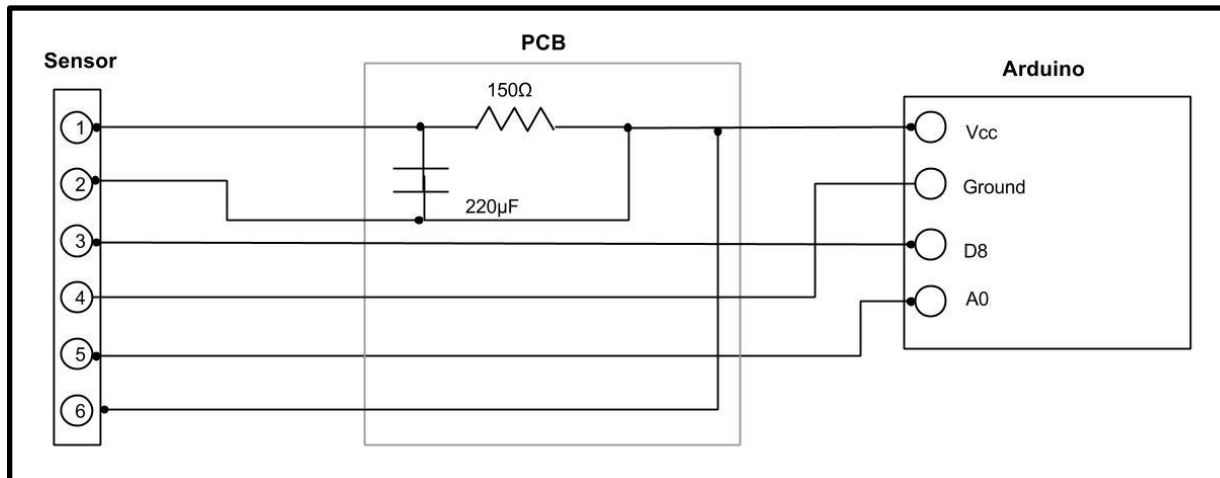 PCB
Sensor
Arduino
150Ω
1
Vcc
2
Ground
220μF
3
D8
4
A0
5
6